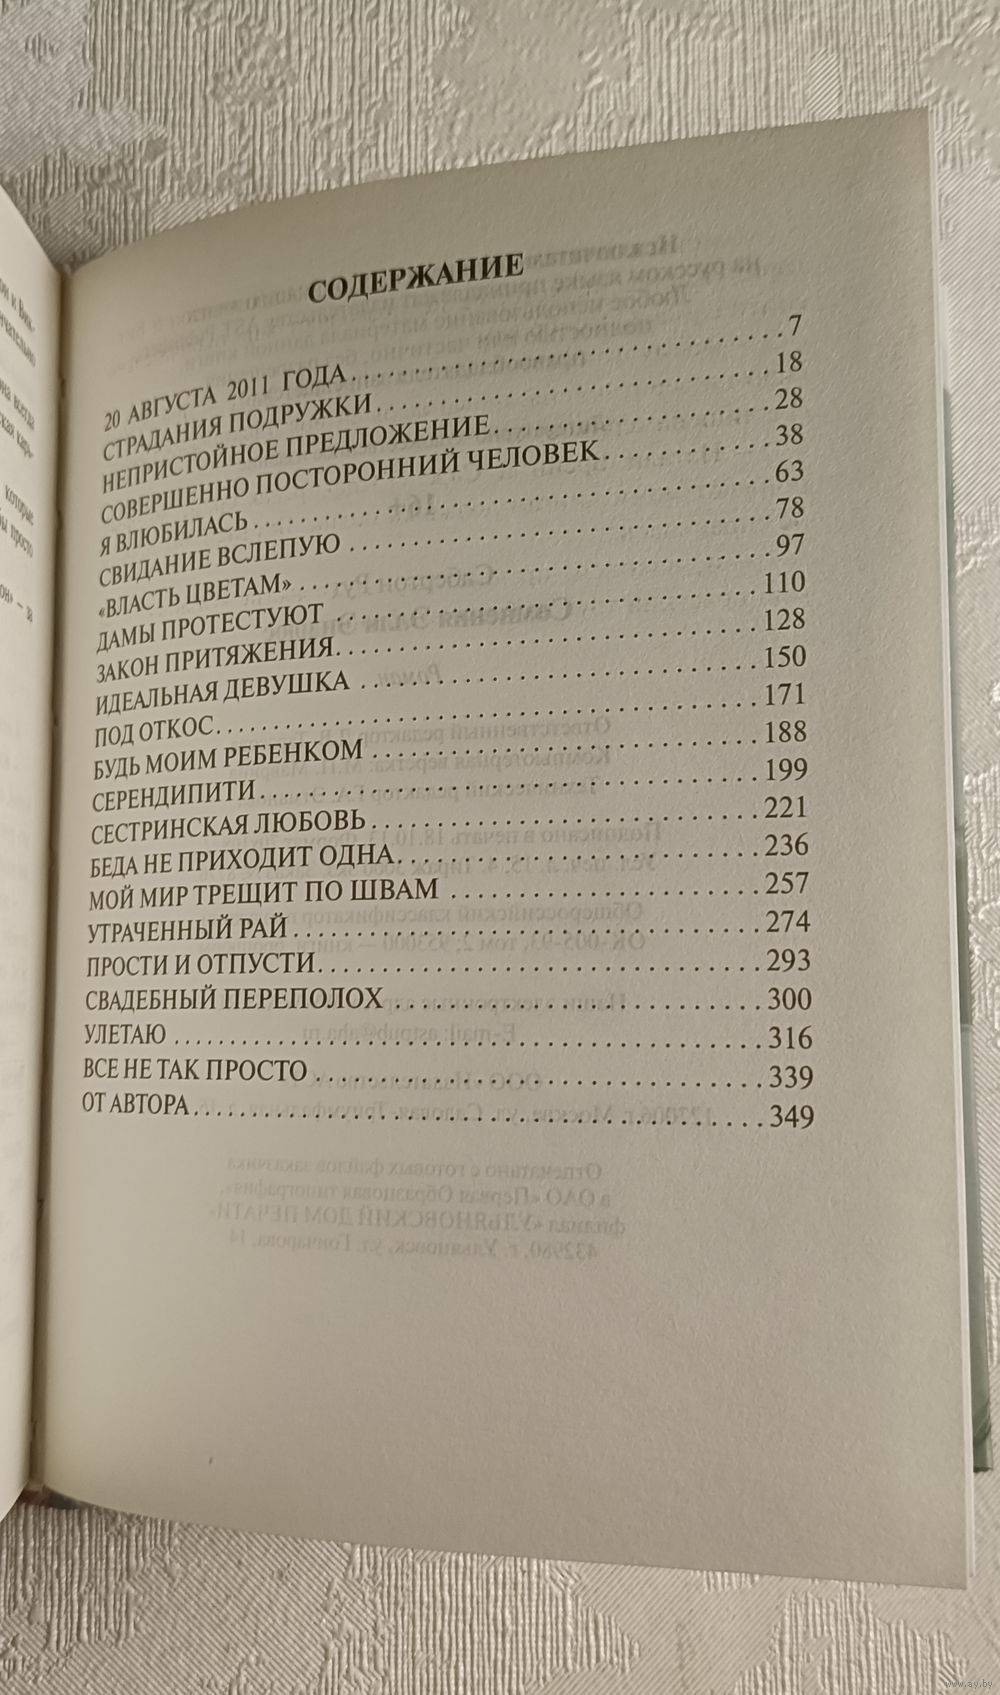 СОДЕРЖАНИЕ
20 АВГУСТА 2011 ГОДА 7
СТРАДАНИЯ ПОДРУЖКИ 18
НЕПРИСТОЙНОЕ ПРЕДЛОЖЕНИЕ 28
СОВЕРШЕННО ПОСТОРОННИЙ ЧЕЛОВЕК 38
Я ВЛЮБИЛАСЬ 63
СВИДАНИЕ ВСЛЕПУЮ 78
«ВЛАСТЬ ЦВЕТАМ» 97
ДАМЫ ПРОТЕСТУЮТ 110
ЗАКОН ПРИТЯЖЕНИЯ 128
ИДЕАЛЬНАЯ ДЕВУШКА 150
ПОД ОТКОС 171
БУДЬ МОИМ РЕБЕНКОМ 188
СЕРЕНДИПИТИ 199
СЕСТРИНСКАЯ ЛЮБОВЬ 221
БЕДА НЕ ПРИХОДИТ ОДНА 236
МОЙ МИР ТРЕЩИТ ПО ШВАМ 257
УТРАЧЕННЫЙ РАЙ 274
ПРОСТИ И ОТПУСТИ 293
СВАДЕБНЫЙ ПЕРЕПОЛОХ 300
УЛЕТАЮ 316
ВСЕ НЕ ТАК ПРОСТО 339
ОТ АВТОРА 349
www.ay.by